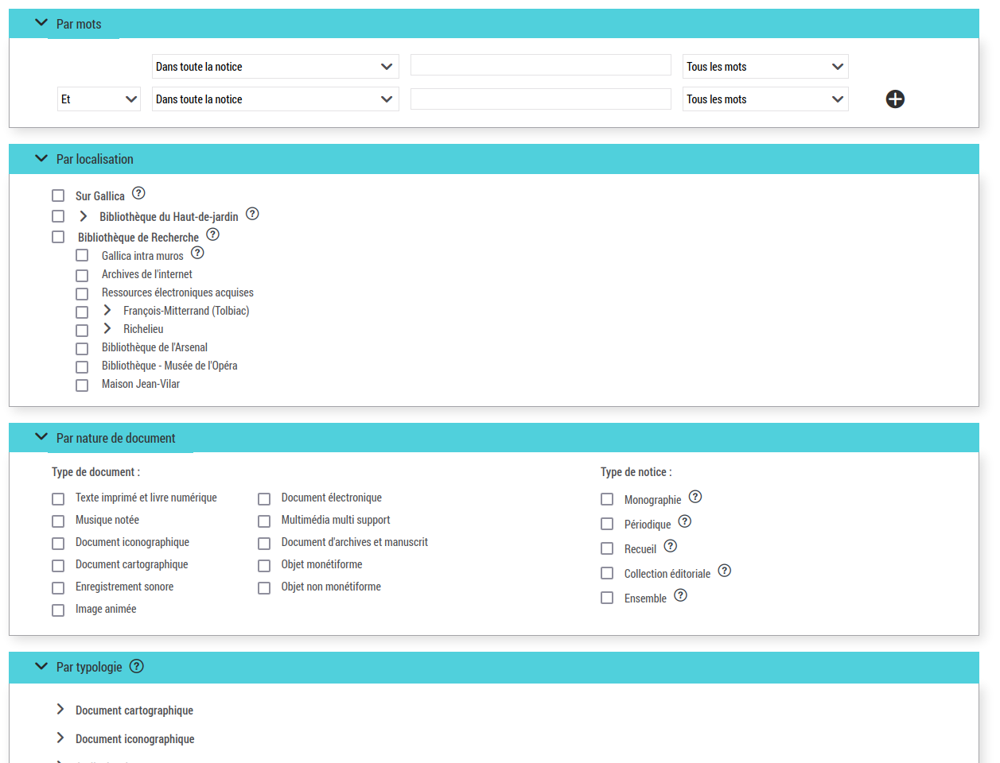 Par mots
Dans toute la notice Tous les mots
Et Dans toute la notice Tous les mots
Par localisation
Sur Gallica
Bibliothèque du Haut-de-jardin
Bibliothèque de Recherche
Gallica intra muros
Archives de l'internet
Ressources électroniques acquises
François-Mitterrand (Tolbiac)
Richelieu
Bibliothèque de l'Arsenal
Bibliothèque - Musée de l'Opéra
Maison Jean-Vilar
Par nature de document
Type de document :
Texte imprimé et livre numérique
Musique notée
Document iconographique
Document cartographique
Enregistrement sonore
Image animée
Document électronique
Multimédia multi support
Document d'archives et manuscrit
Objet monétiforme
Objet non monétiforme
Type de notice :
Monographie
Périodique
Recueil
Collection éditoriale
Ensemble
Par typologie
Document cartographique
Document iconographique